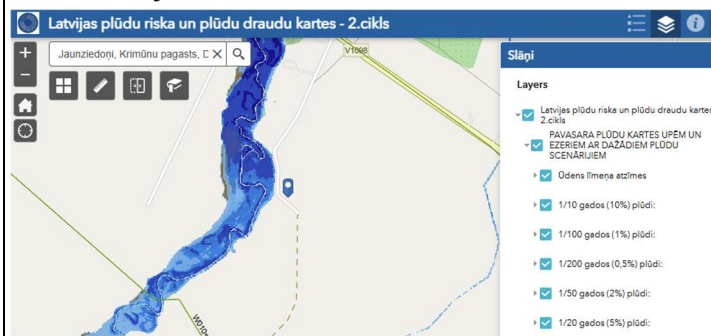 Latvijas plūdu riska un plūdu draudu kartes - 2.cikls
Jaunziedoņi, Krimūnu pagasts, D
V1098
Slāņi
Layers
Latvijas plūdu riska un plūdu draudu kartes
2.cikls
PAVASARA PLŪDU KARTES UPĒM UN
EZERIEM AR DAŽĀDIEM PLŪDU
SCENĀRIJIEM
Ūdens līmeņa atzīmes
1/10 gados (10%) plūdi:
1/100 gados (1%) plūdi:
1/200 gados (0,5%) plūdi:
1/50 gados (2%) plūdi:
1/20 gados (5%) plūdi: